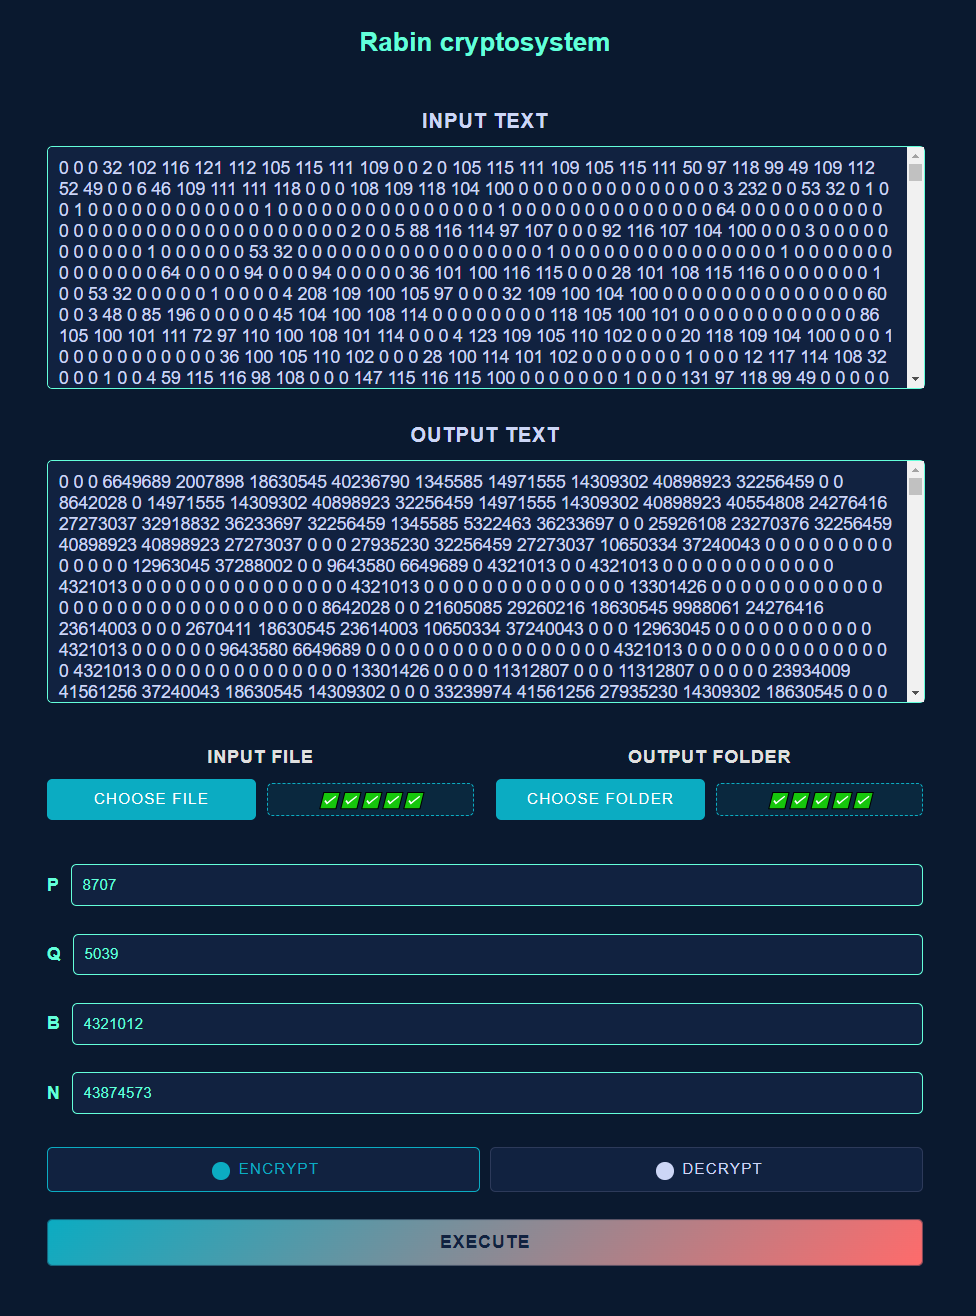 Rabin cryptosystem
INPUT TEXT
0 0 0 32 102 116 121 112 105 115 111 109 0 0 2 0 105 115 111 109 105 115 111 50 97 118 99 49 109 112
52 49 0 0 6 46 109 111 111 118 0 0 0 108 109 118 104 100 0 0 0 0 0 0 0 0 0 0 0 0 0 0 3 232 0 0 53 32 0 1 0
0 1 0 0 0 0 0 0 0 0 0 0 0 0 1 0 0 0 0 0 0 0 0 0 0 0 0 0 0 0 1 0 0 0 0 0 0 0 0 0 0 0 0 0 0 64 0 0 0 0 0 0 0 0 0 0
0 0 0 0 0 0 0 0 0 0 0 0 0 0 0 0 0 0 0 0 2 0 0 5 88 116 114 97 107 0 0 0 92 116 107 104 100 0 0 0 3 0 0 0 0 0
0 0 0 0 0 0 1 0 0 0 0 0 0 53 32 0 0 0 0 0 0 0 0 0 0 0 0 0 0 0 0 0 1 0 0 0 0 0 0 0 0 0 0 0 0 0 0 0 1 0 0 0 0 0 0 0
0 0 0 0 0 0 0 64 0 0 0 0 94 0 0 0 94 0 0 0 0 0 36 101 100 116 115 0 0 0 28 101 108 115 116 0 0 0 0 0 0 0 1
0 0 53 32 0 0 0 0 0 1 0 0 0 0 4 208 109 100 105 97 0 0 0 32 109 100 104 100 0 0 0 0 0 0 0 0 0 0 0 0 0 0 60
0 0 3 48 0 85 196 0 0 0 0 0 45 104 100 108 114 0 0 0 0 0 0 0 0 118 105 100 101 0 0 0 0 0 0 0 0 0 0 0 0 86
105 100 101 111 72 97 110 100 108 101 114 0 0 0 4 123 109 105 110 102 0 0 0 20 118 109 104 100 0 0 0 1
0 0 0 0 0 0 0 0 0 0 0 36 100 105 110 102 0 0 0 28 100 114 101 102 0 0 0 0 0 0 0 1 0 0 0 12 117 114 108 32
0 0 0 1 0 0 4 59 115 116 98 108 0 0 0 147 115 116 115 100 0 0 0 0 0 0 0 1 0 0 0 131 97 118 99 49 0 0 0 0 0
OUTPUT TEXT
0 0 0 6649689 2007898 18630545 40236790 1345585 14971555 14309302 40898923 32256459 0 0
8642028 0 14971555 14309302 40898923 32256459 14971555 14309302 40898923 40554808 24276416
27273037 32918832 36233697 32256459 1345585 5322463 36233697 0 0 25926108 23270376 32256459
40898923 40898923 27273037 0 0 0 27935230 32256459 27273037 10650334 37240043 0 0 0 0 0 0 0 0 0
0 0 0 0 0 12963045 37288002 0 0 9643580 6649689 0 4321013 0 0 4321013 0 0 0 0 0 0 0 0 0 0 0 0
4321013 0 0 0 0 0 0 0 0 0 0 0 0 0 0 0 4321013 0 0 0 0 0 0 0 0 0 0 0 0 0 0 13301426 0 0 0 0 0 0 0 0 0 0 0 0
0 0 0 0 0 0 0 0 0 0 0 0 0 0 0 0 0 0 8642028 0 0 21605085 29260216 18630545 9988061 24276416
23614003 0 0 0 2670411 18630545 23614003 10650334 37240043 0 0 0 12963045 0 0 0 0 0 0 0 0 0 0 0
4321013 0 0 0 0 0 0 9643580 6649689 0 0 0 0 0 0 0 0 0 0 0 0 0 0 0 0 0 4321013 0 0 0 0 0 0 0 0 0 0 0 0 0 0
0 4321013 0 0 0 0 0 0 0 0 0 0 0 0 0 0 13301426 0 0 0 0 11312807 0 0 0 11312807 0 0 0 0 0 23934009
41561256 37240043 18630545 14309302 0 0 0 33239974 41561256 27935230 14309302 18630545 0 0 0
INPUT FILE
OUTPUT FOLDER
CHOOSE FILE
CHOOSE FOLDER
P 8707
Q 5039
B 4321012
N 43874573
ENCRYPT
DECRYPT
EXECUTE